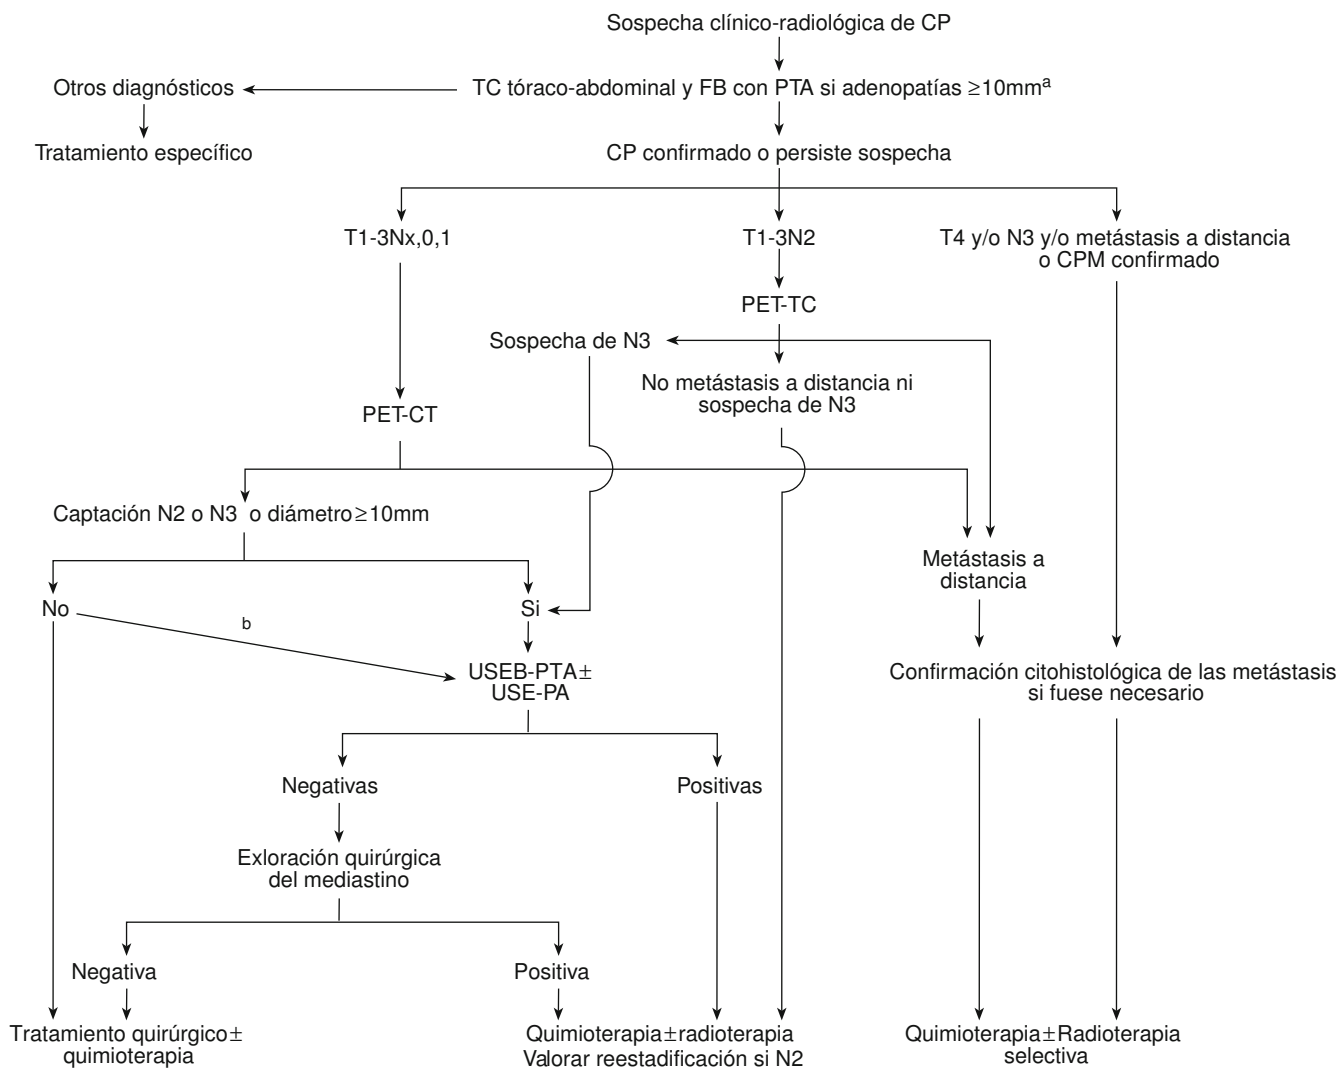 Sospecha clínico-radiológica de CP
Otros diagnósticos
TC tóraco-abdominal y FB con PTA si adenopatías ≥10mmᵃ
Tratamiento específico
CP confirmado o persiste sospecha
T1-3Nx,0,1
T1-3N2
T4 y/o N3 y/o metástasis a distancia
o CPM confirmado
PET-TC
Sospecha de N3
No metástasis a distancia ni
sospecha de N3
PET-CT
Captación N2 o N3 o diámetro≥10mm
Metástasis a
distancia
No
Si
b
USEB-PTA±
USE-PA
Confirmación citohistológica de las metástasis
si fuese necesario
Negativas
Positivas
Exloración quirúrgica
del mediastino
Negativa
Positiva
Tratamiento quirúrgico±
quimioterapia
Quimioterapia±radioterapia
Valorar reestadificación si N2
Quimioterapia±Radioterapia
selectiva